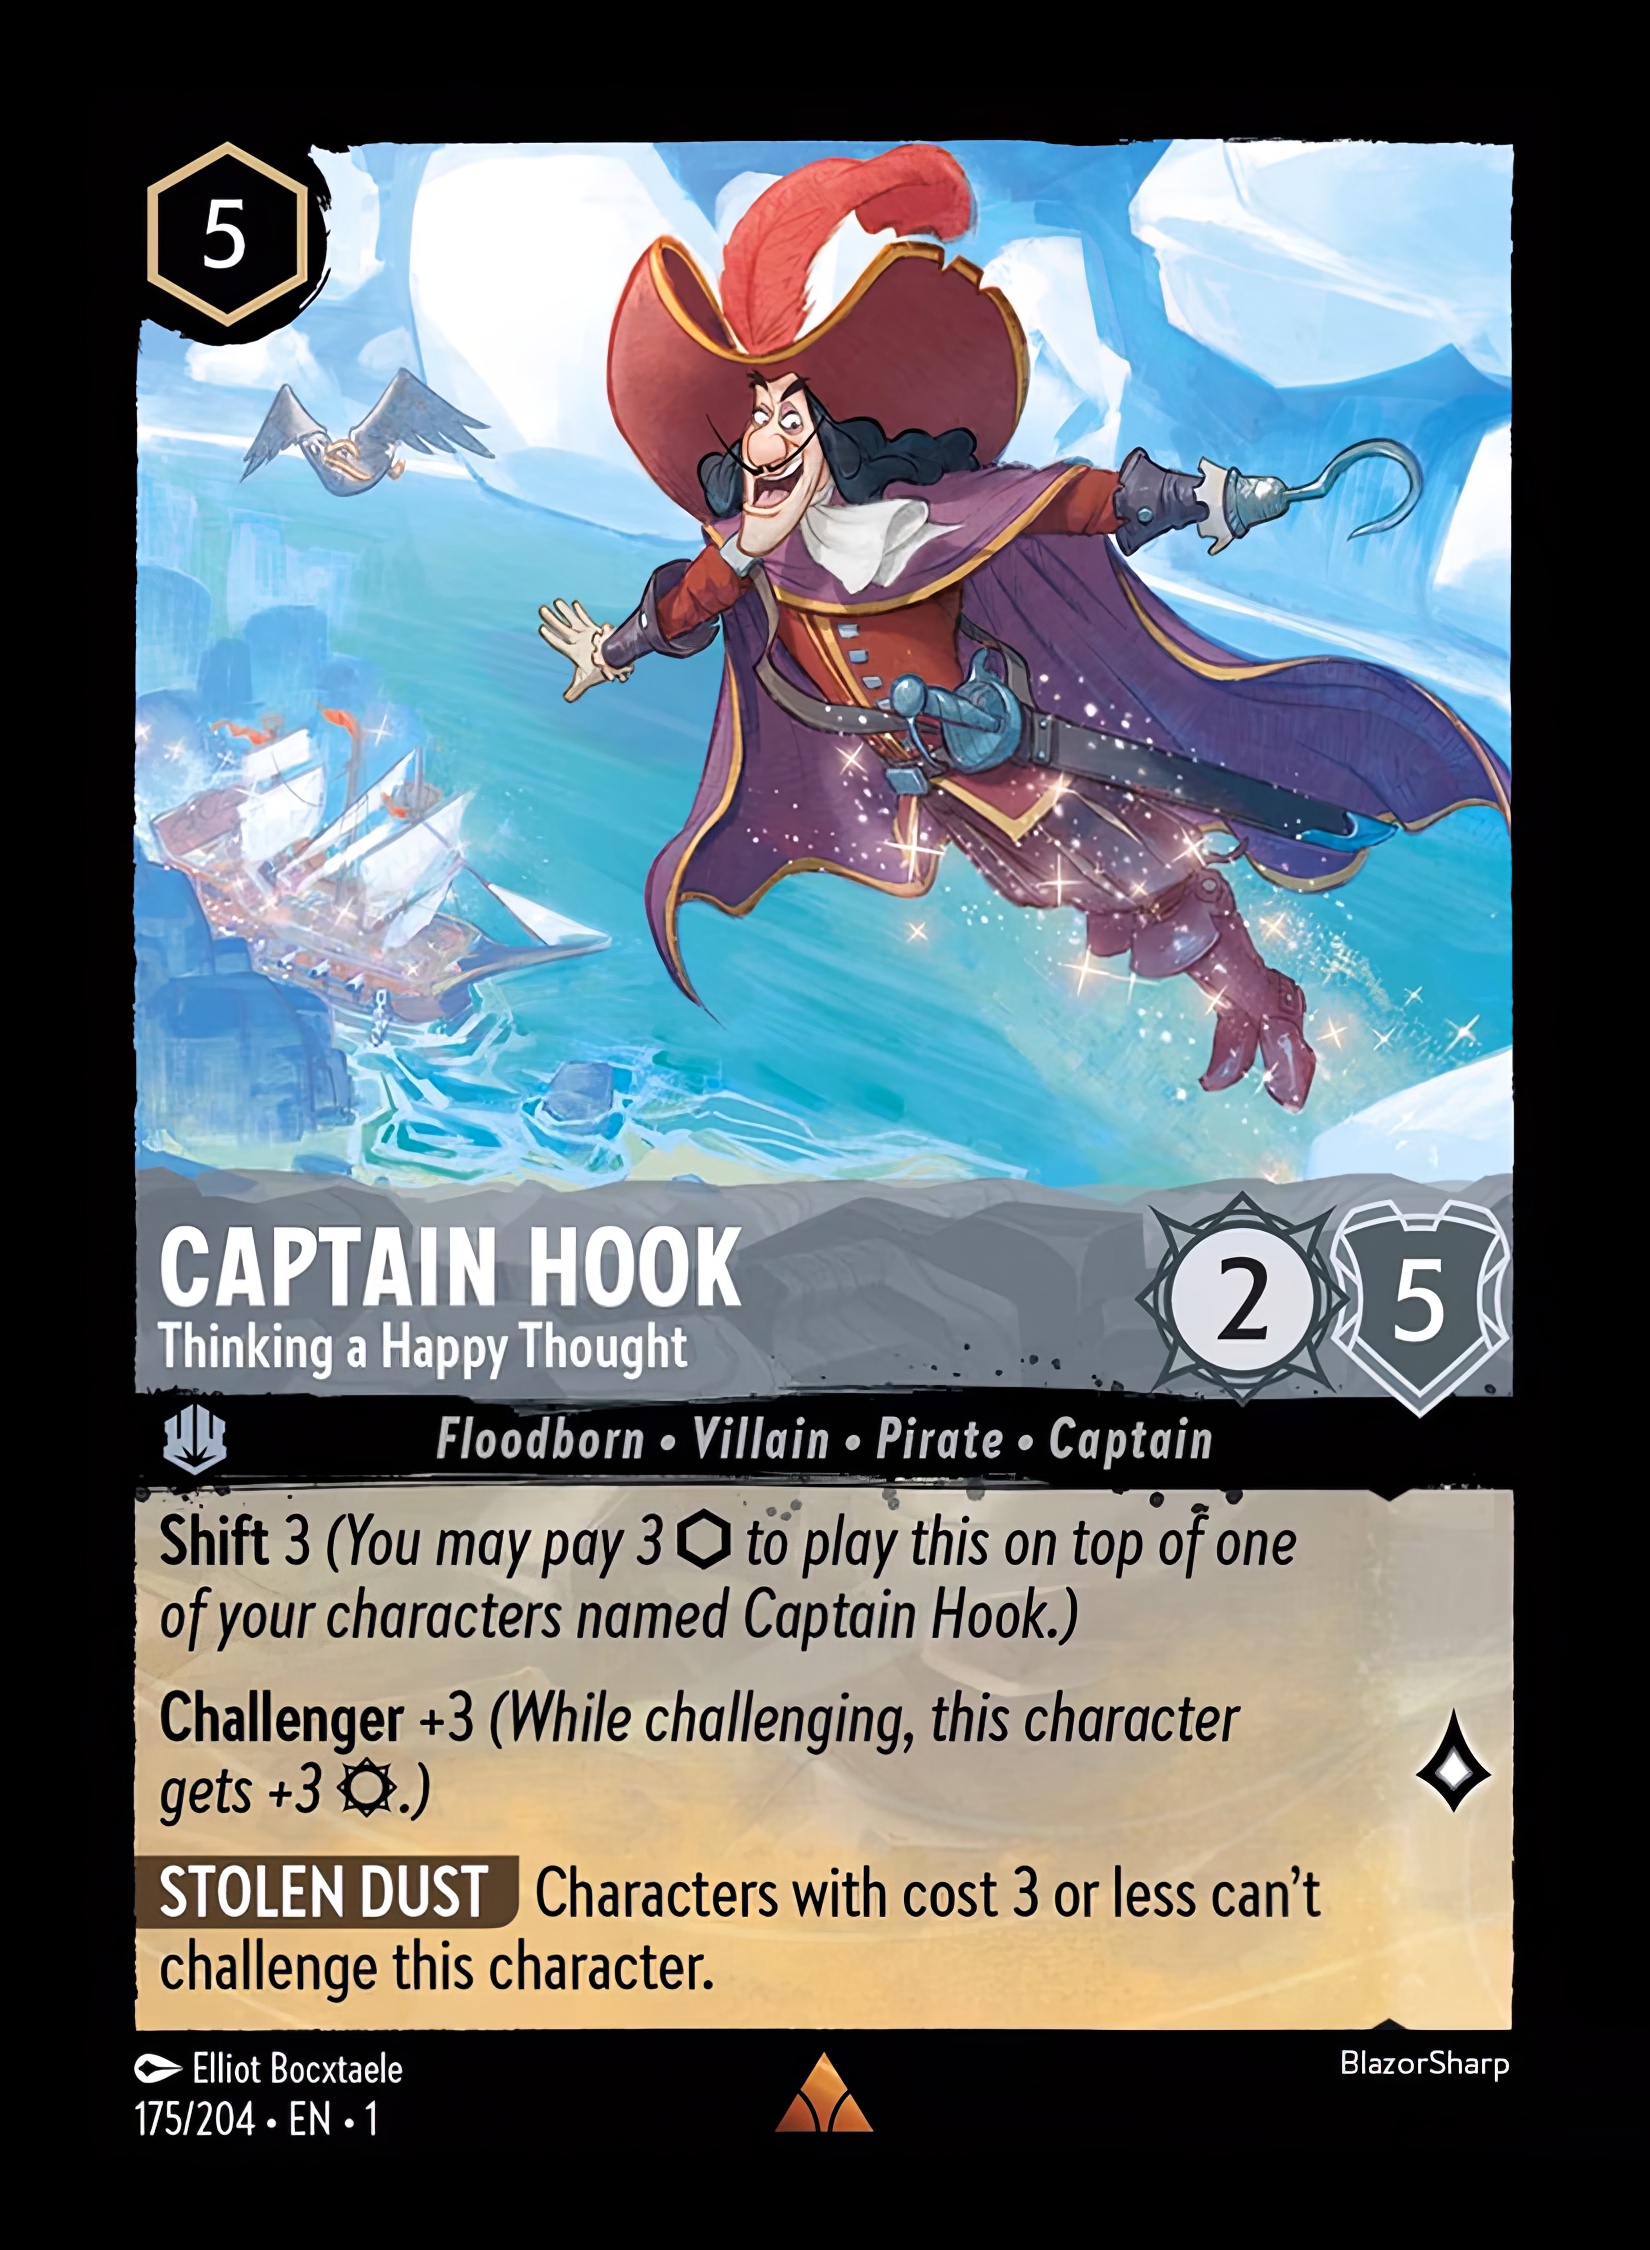 5
CAPTAIN HOOK
Thinking a Happy Thought
2
5
Floodborn • Villain • Pirate • Captain
Shift 3 (You may pay 3 ⬡ to play this on top of one
of your characters named Captain Hook.)
Challenger +3 (While challenging, this character
gets +3 ¤.)
STOLEN DUST Characters with cost 3 or less can’t
challenge this character.
Elliot Bocxtaele
BlazorSharp
175/204 • EN • 1